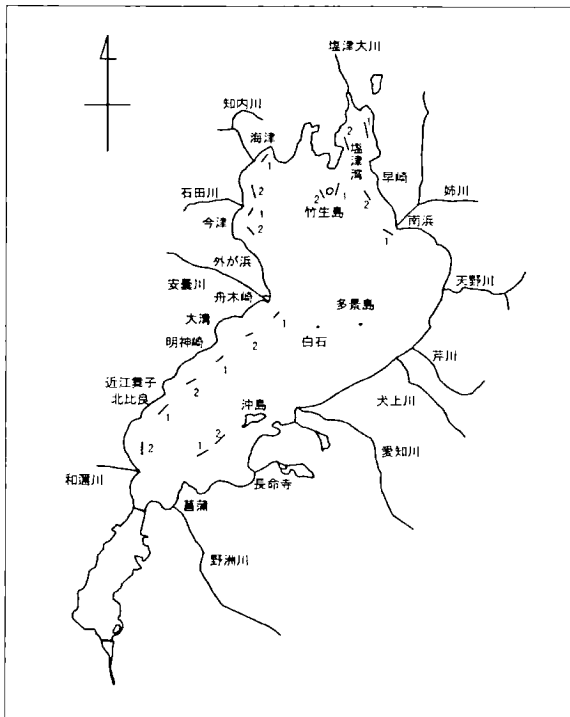 塩津大川
知内川
海津
1
2
1
塩津湾
早崎
姉川
石田川
2
2
1
竹生島
2
南浜
今津
1
2
1
外が浜
安曇川
舟木崎
天野川
大溝
1
多景島
白石
明神崎
2
1
芹川
近江舞子
2
北比良
1
沖島
犬上川
2
1
2
愛知川
和邇川
長命寺
菖蒲
野洲川